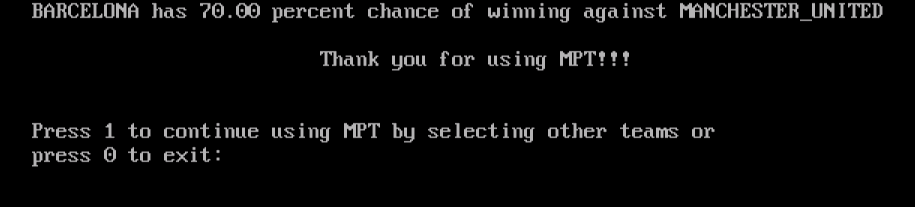 BARCELONA has 70.00 percent chance of winning against MANCHESTER_UNITED
Thank you for using MPT!!!
Press 1 to continue using MPT by selecting other teams or
press 0 to exit: